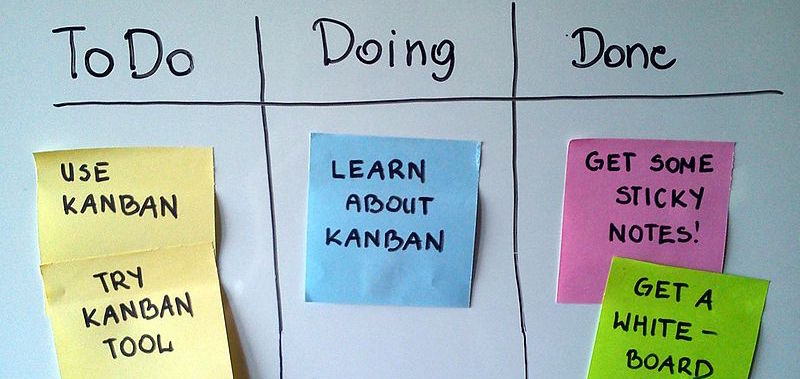 To Do
Doing
Done
USE
KANBAN
TRY
KANBAN
TOOL
LEARN
ABOUT
KANBAN
GET SOME
STICKY
NOTES!
GET A
WHITE-
BOARD